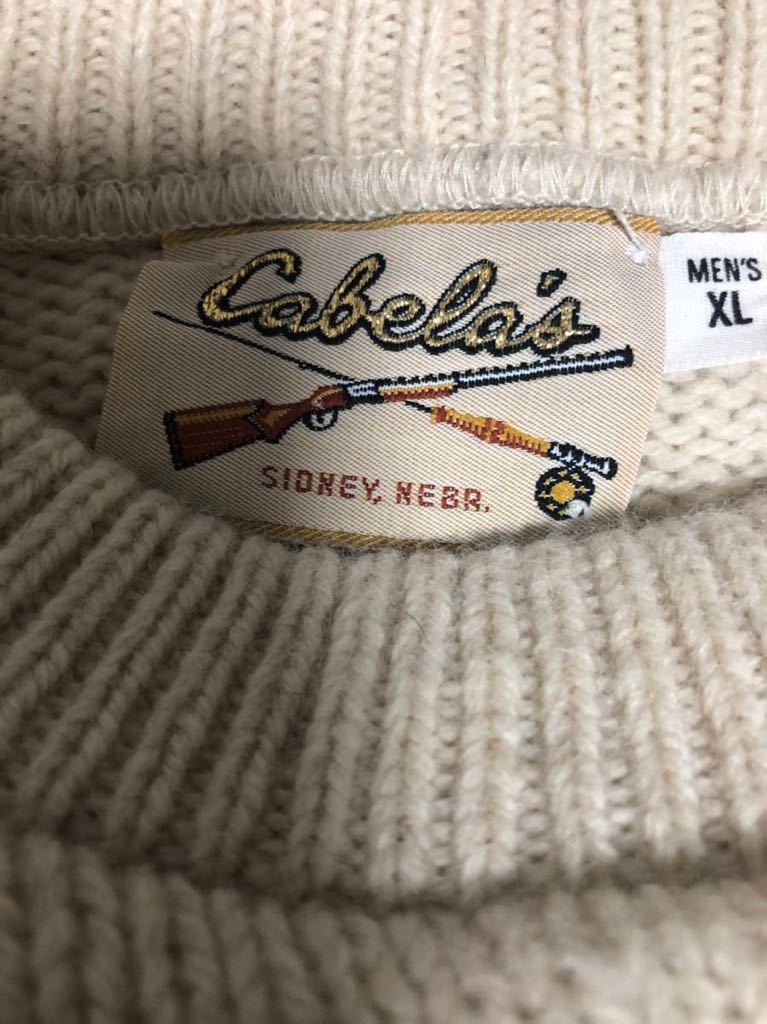 Cabela's
SIDNEY, NEBR.
MEN'S
XL